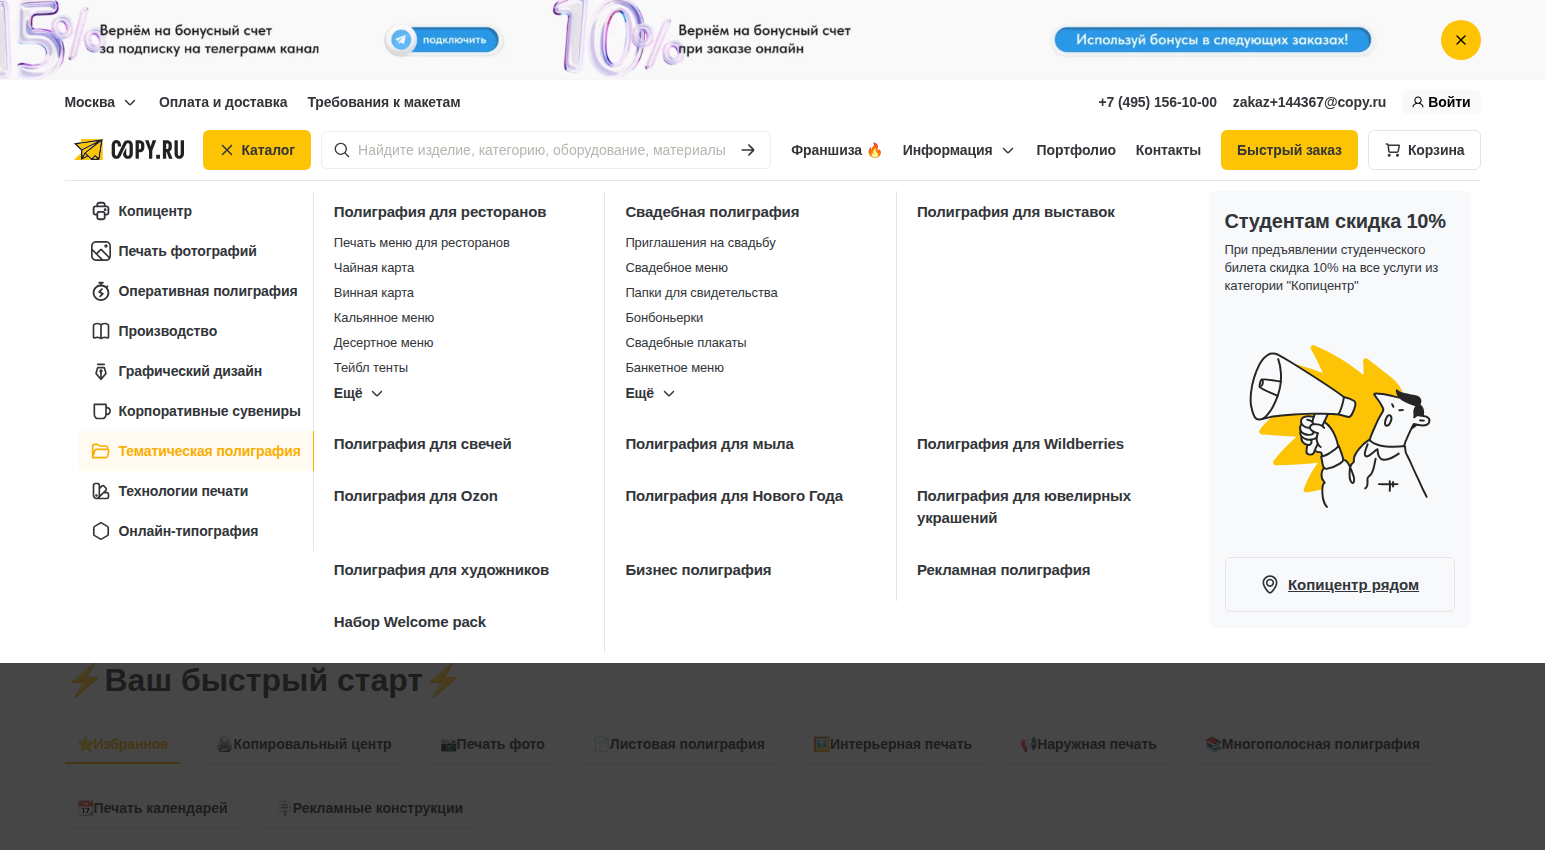 15% Вернём на бонусный счет
за подписку на телеграмм канал
подключить
10% Вернём на бонусный счет
при заказе онлайн
Используй бонусы в следующих заказах!
Москва Оплата и доставка Требования к макетам +7 (495) 156-10-00 zakaz+144367@copy.ru Войти
COPY.RU Каталог Найдите изделие, категорию, оборудование, материалы Франшиза 🔥 Информация Портфолио Контакты Быстрый заказ Корзина
Копицентр
Печать фотографий
Оперативная полиграфия
Производство
Графический дизайн
Корпоративные сувениры
Тематическая полиграфия
Технологии печати
Онлайн-типография
Полиграфия для ресторанов
Печать меню для ресторанов
Чайная карта
Винная карта
Кальянное меню
Десертное меню
Тейбл тенты
Ещё
Свадебная полиграфия
Приглашения на свадьбу
Свадебное меню
Папки для свидетельства
Бонбоньерки
Свадебные плакаты
Банкетное меню
Ещё
Полиграфия для выставок
Полиграфия для свечей
Полиграфия для мыла
Полиграфия для Wildberries
Полиграфия для Ozon
Полиграфия для Нового Года
Полиграфия для ювелирных
украшений
Полиграфия для художников
Бизнес полиграфия
Рекламная полиграфия
Набор Welcome pack
Студентам скидка 10%
При предъявлении студенческого
билета скидка 10% на все услуги из
категории "Копицентр"
Копицентр рядом
⚡Ваш быстрый старт⚡
⭐Избранное 🖨️Копировальный центр 📷Печать фото 📄Листовая полиграфия 🖼️Интерьерная печать 📢Наружная печать 📚Многополосная полиграфия
📆Печать календарей 🪧Рекламные конструкции